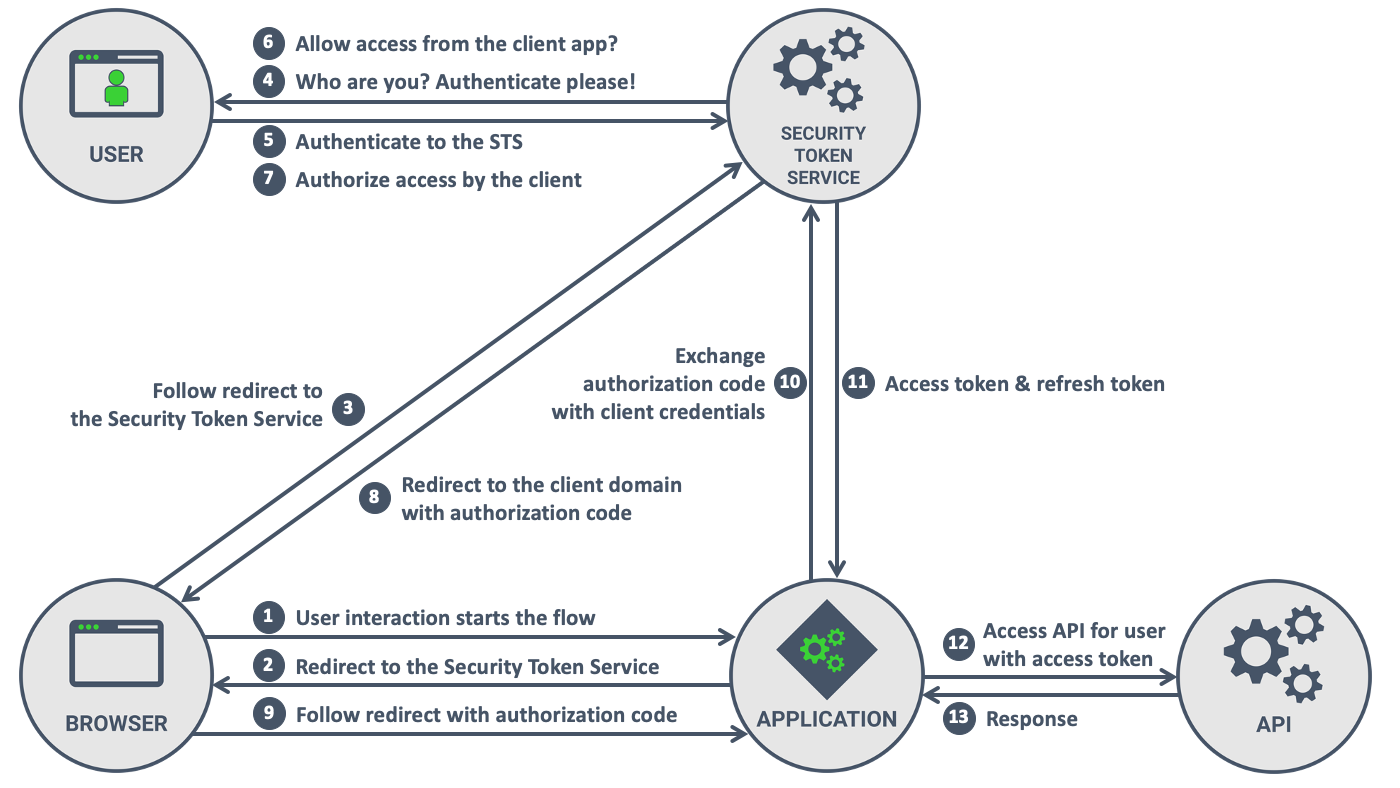 6 Allow access from the client app?
4 Who are you? Authenticate please!
USER
5 Authenticate to the STS
7 Authorize access by the client
SECURITY
TOKEN
SERVICE
Follow redirect to
the Security Token Service
3
8
Redirect to the client domain
with authorization code
Exchange
authorization code
with client credentials
10
11 Access token & refresh token
1 User interaction starts the flow
2 Redirect to the Security Token Service
9 Follow redirect with authorization code
BROWSER
APPLICATION
12
Access API for user
with access token
13 Response
API